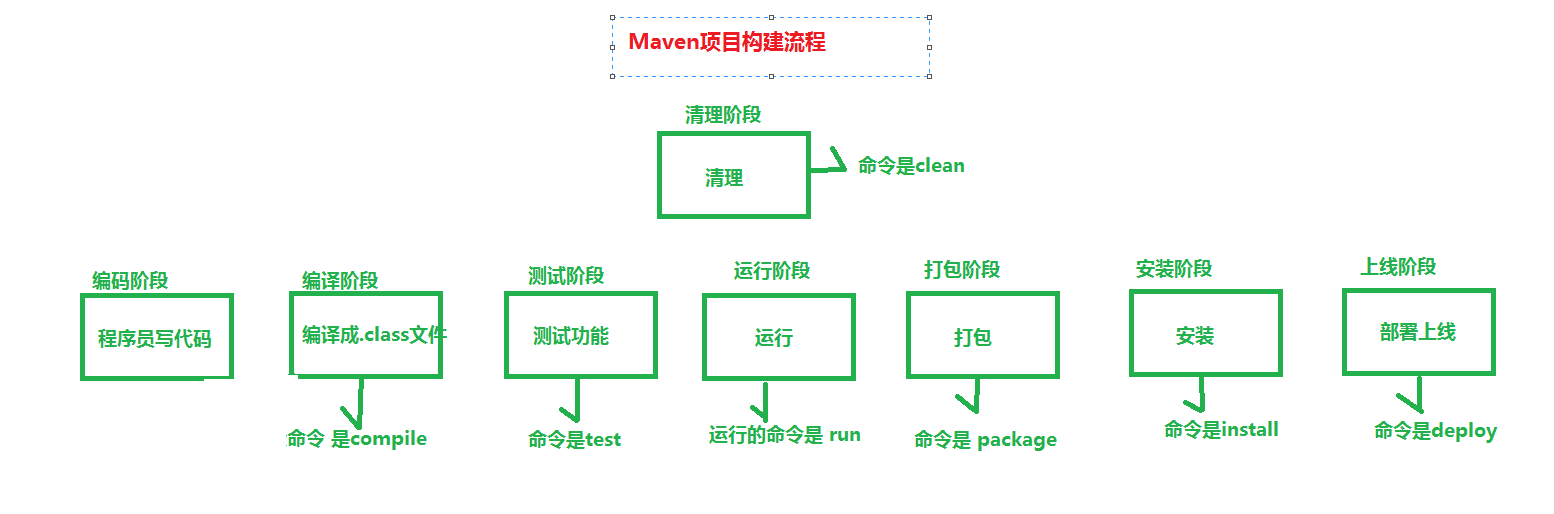 Maven项目构建流程
清理阶段
清理
命令是clean
编码阶段
程序员写代码
编译阶段
编译成.class文件
命令 是compile
测试阶段
测试功能
命令是test
运行阶段
运行
运行的命令是 run
打包阶段
打包
命令是 package
安装阶段
安装
命令是install
上线阶段
部署上线
命令是deploy